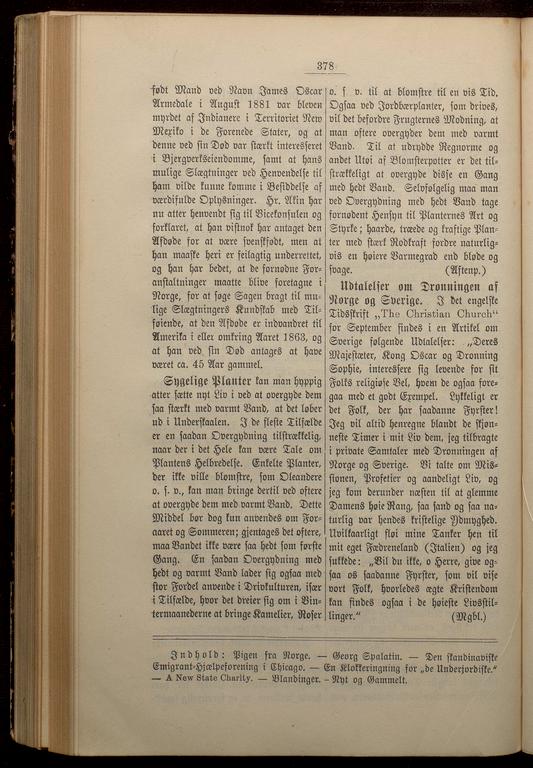 378
født Mand ved Navn James Oscar
Armedale i August 1881 var bleven
myrdet af Indianere i Territoriet New
Mexiko i de Forenede Stater, og at
denne ved sin Død var stærkt interesseret
i Bjergverkseiendomme, samt at hans
mulige Slægtninger ved Henvendelse til
ham vilde kunne komme i Besiddelse af
værdifulde Oplysninger. Hr. Akin har
nu atter henvendt sig til Vicekonsulen og
forklaret, at han vistnok har antaget den
Afdøde for at være svenskfødt, men at
han maaske heri er feilagtig underrettet,
og han har bedet, at de fornødne For-
anstaltninger maatte blive foretagne i
Norge, for at søge Sagen bragt til mu-
lige Slægtningers Kundskab med Til-
føiende, at den Afdøde er indvandret til
Amerika i eller omkring Aaret 1863, og
at han ved sin Død antages at have
været ca. 45 Aar gammel.
Sygelige Planter kan man hyppig
atter sætte nyt Liv i ved at overgyde dem
saa stærkt med varmt Vand, at det løber
ud i Underskaalen. I de fleste Tilfælde
er en saadan Overgydning tilstrækkelig,
naar der i det Hele kan være Tale om
Plantens Helbredelse. Enkelte Planter,
der ikke ville blomstre, som Oleandere
o. s. v., kan man bringe dertil ved oftere
at overgyde dem med varmt Vand. Dette
Middel bør dog kun anvendes om For-
aaret og Sommeren; gjentages det oftere,
maa Vandet ikke være saa hedt som første
Gang. En saadan Overgydning med
hedt og varmt Vand lader sig ogsaa med
stor Fordel anvende i Drivkulturen, især
i Tilfælde, hvor det dreier sig om i Vin-
termaanederne at bringe Kamelier, Roser
o. s v. til at blomstre til en vis Tid.
Ogsaa ved Jordbærplanter, som drives,
vil det befordre Frugternes Modning, at
man oftere overgyder dem med varmt
Vand. Til at udrydde Regnorme og
andet Utøi af Blomsterpotter er det til-
strækkeligt at overgyde disse en Gang
med hedt Vand. Selvfølgelig maa man
ved Overgydning med hedt Vand tage
fornødent Hensyn til Planternes Art og
Styrke; haarde, træede og kraftige Plan-
ter med stærk Rodkraft fordre naturlig-
vis en høiere Varmegrad end bløde og
svage. (Aftenp.)
Udtalelser om Dronningen af
Norge og Sverige. I det engelske
Tidsskrift „The Christian Church“
for September findes i en Artikel om
Sverige følgende Udtalelser: „Deres
Majestæter, Kong Oscar og Dronning
Sophie, interessere sig levende for sit
Folks religiøse Vel, hvem de ogsaa fore-
gaa med et godt Exempel. Lykkeligt er
det Folk, der har saadanne Fyrster!
Jeg vil altid henregne blandt de skjøn-
neste Timer i mit Liv dem, jeg tilbragte
i private Samtaler med Dronningen af
Norge og Sverige. Vi talte om Mis-
sionen, Profetier og aandeligt Liv, og
jeg kom derunder næsten til at glemme
Damens høie Rang, saa sand og saa na-
turlig var hendes kristelige Ydmyghed.
Uvilkaarligt fløi mine Tanker hen til
mit eget Fædreneland (Italien) og jeg
sukkede: „Vil du ikke, o Herre, give og-
saa os saadanne Fyrster, som vil vise
vort Folk, hvorledes ægte Kristendom
kan findes ogsaa i de høieste Livsstil-
linger.“ (Mgbl.)
Indhold: Pigen fra Norge. — Georg Spalatin. — Den skandinaviske
Emigrant-Hjælpeforening i Chicago. — En Klokkeringning for „de Underjordiske.“
— A New State Charity. — Blandinger. - Nyt og Gammelt.